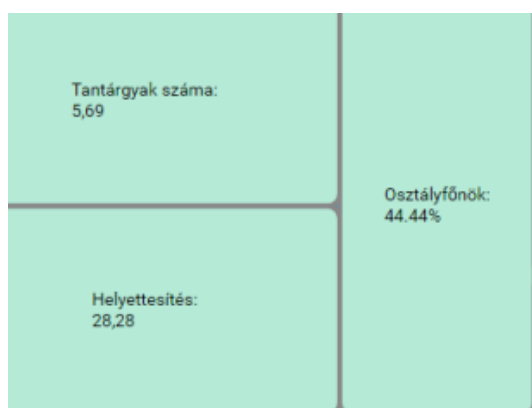 Tantárgyak száma:
5,69
Osztályfőnök:
44.44%
Helyettesítés:
28,28